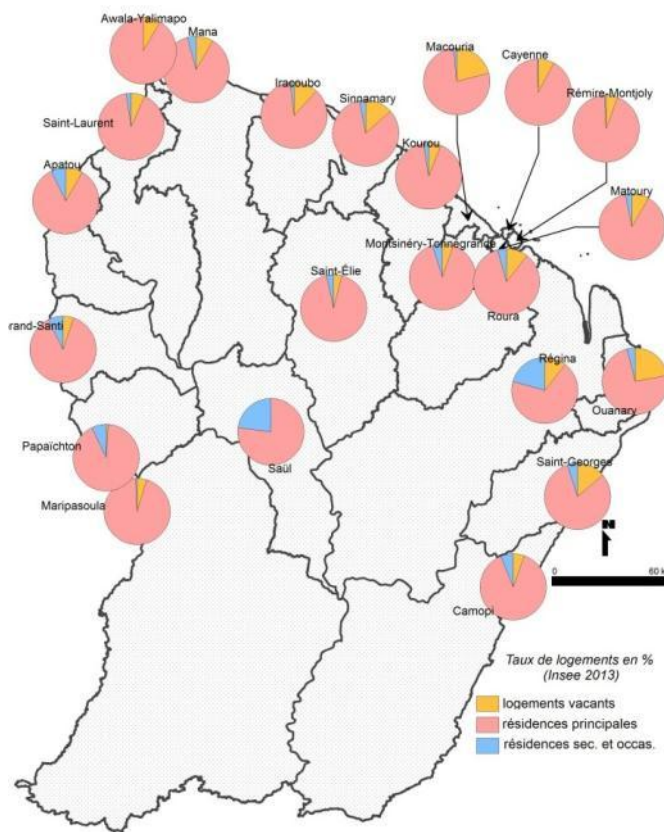 Awala-Yalimapo
Mana
Macouria
Cayenne
Iracoubo
Sinnamary
Rémire-Montjoly
Saint-Laurent
Kourou
Apatou
Matoury
Montsinéry-Tonnegrande
Saint-Élie
Roura
rand-Santi
Régina
Ouanary
Papaïchton
Saül
Saint-Georges
Maripasoula
N
0 60 k
Camopi
Taux de logements en %
(Insee 2013)
logements vacants
résidences principales
résidences sec. et occas.